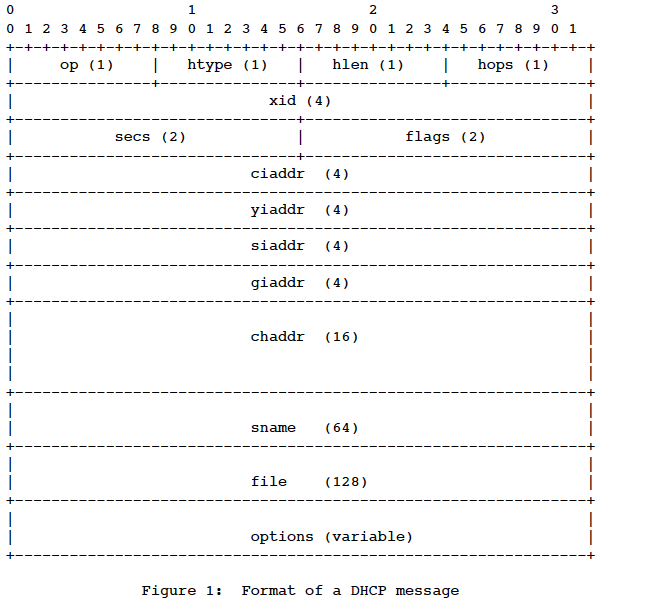 0                   1                   2                   3
0 1 2 3 4 5 6 7 8 9 0 1 2 3 4 5 6 7 8 9 0 1 2 3 4 5 6 7 8 9 0 1
op (1) htype (1) hlen (1) hops (1)
xid (4)
secs (2) flags (2)
ciaddr (4)
yiaddr (4)
siaddr (4)
giaddr (4)
chaddr (16)
sname (64)
file (128)
options (variable)
Figure 1: Format of a DHCP message